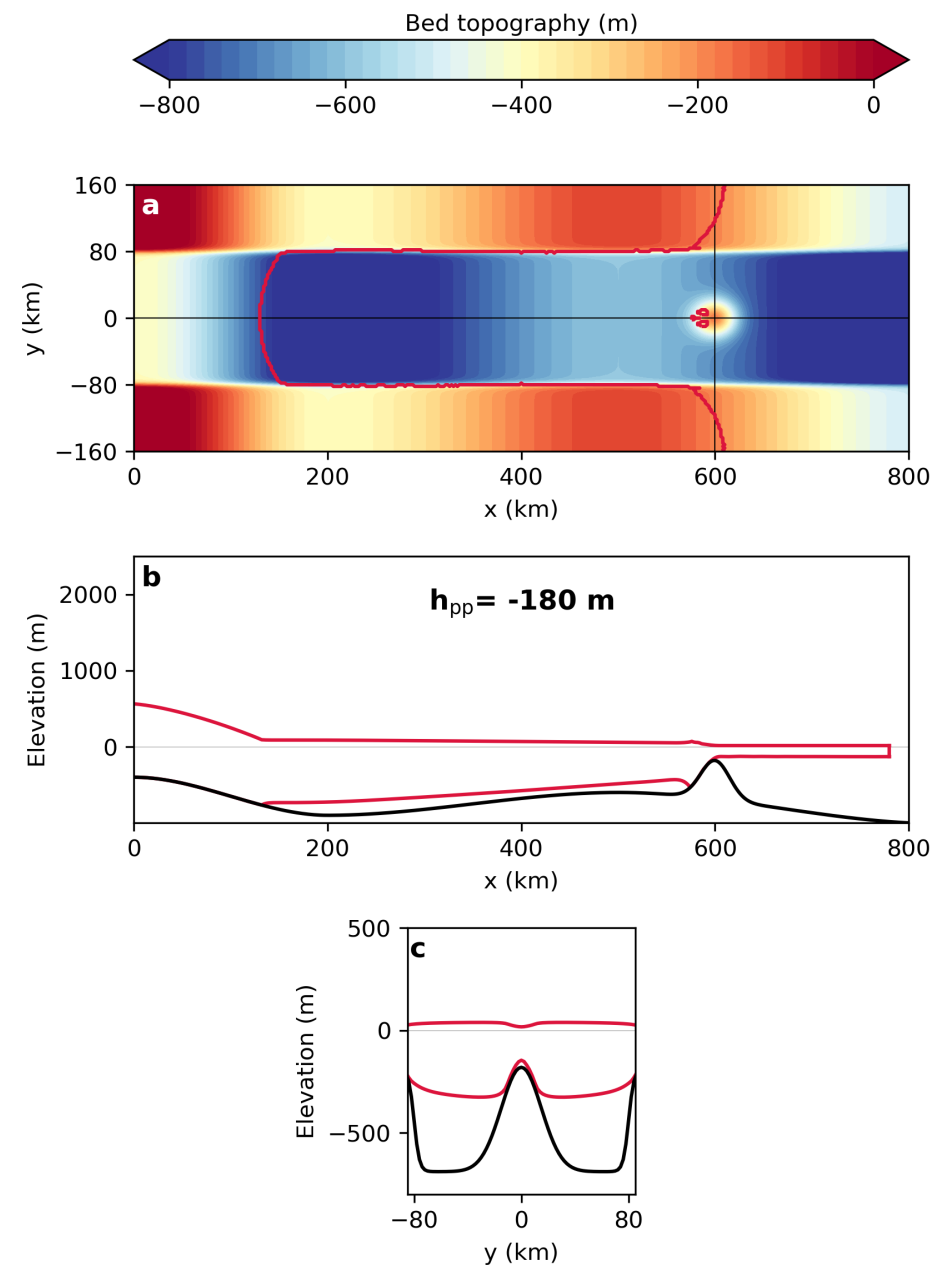 Bed topography (m)
−800 −600 −400 −200 0
160
a
80
0
−80
−160
y (km)
0 200 400 600 800
x (km)
b
h_pp= -180 m
2000
1000
0
Elevation (m)
0 200 400 600 800
x (km)
500
c
0
−500
Elevation (m)
−80 0 80
y (km)